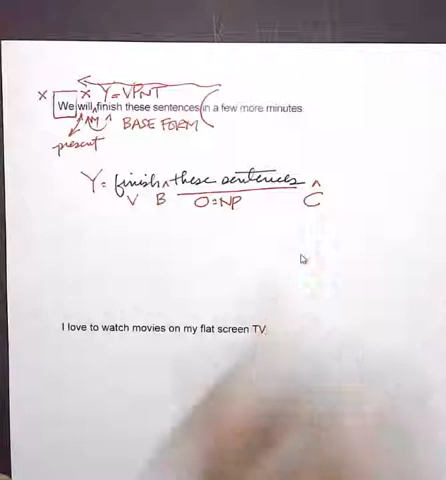 X X Y=VPNT
We will finish these sentences in a few more minutes
M BASE FORM
present
Y= finish these sentences
V B O=NP C
I love to watch movies on my flat screen TV.